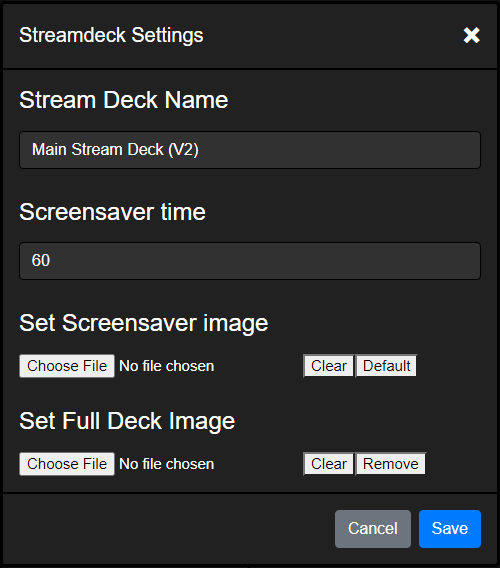 Streamdeck Settings ✖
Stream Deck Name
Main Stream Deck (V2)
Screensaver time
60
Set Screensaver image
Choose File No file chosen Clear Default
Set Full Deck Image
Choose File No file chosen Clear Remove
Cancel Save